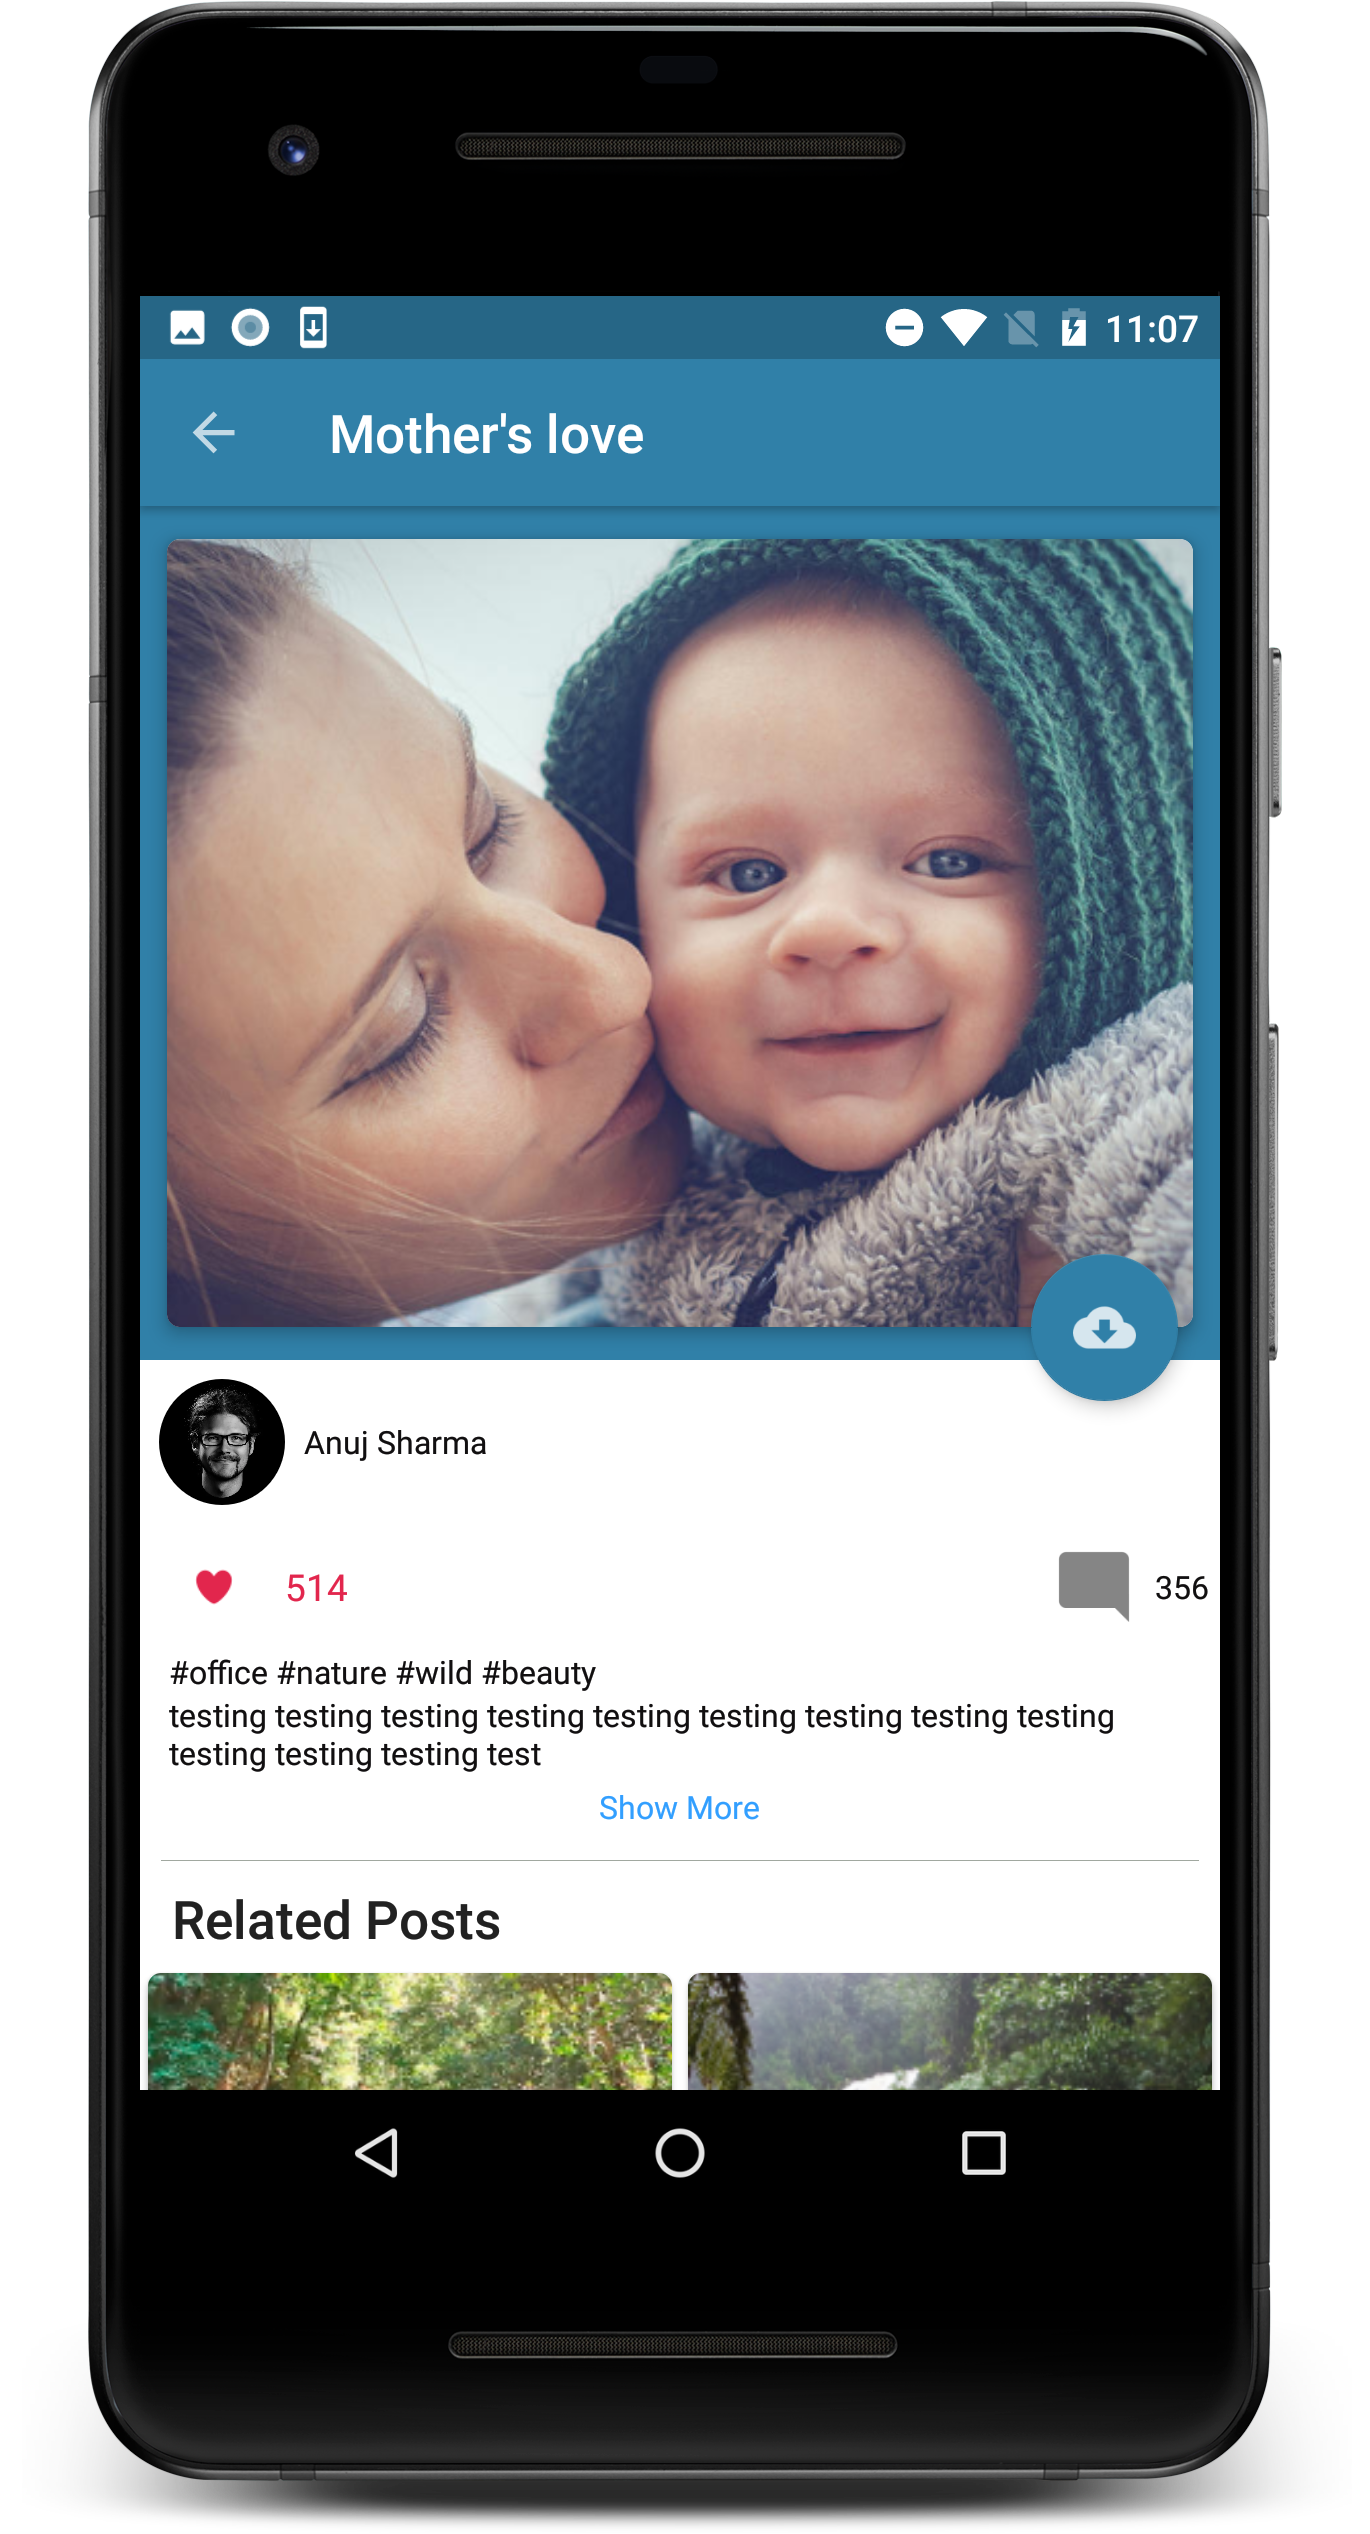 11:07
Mother's love
Anuj Sharma
514
356
#office #nature #wild #beauty
testing testing testing testing testing testing testing testing testing
testing testing testing test
Show More
Related Posts